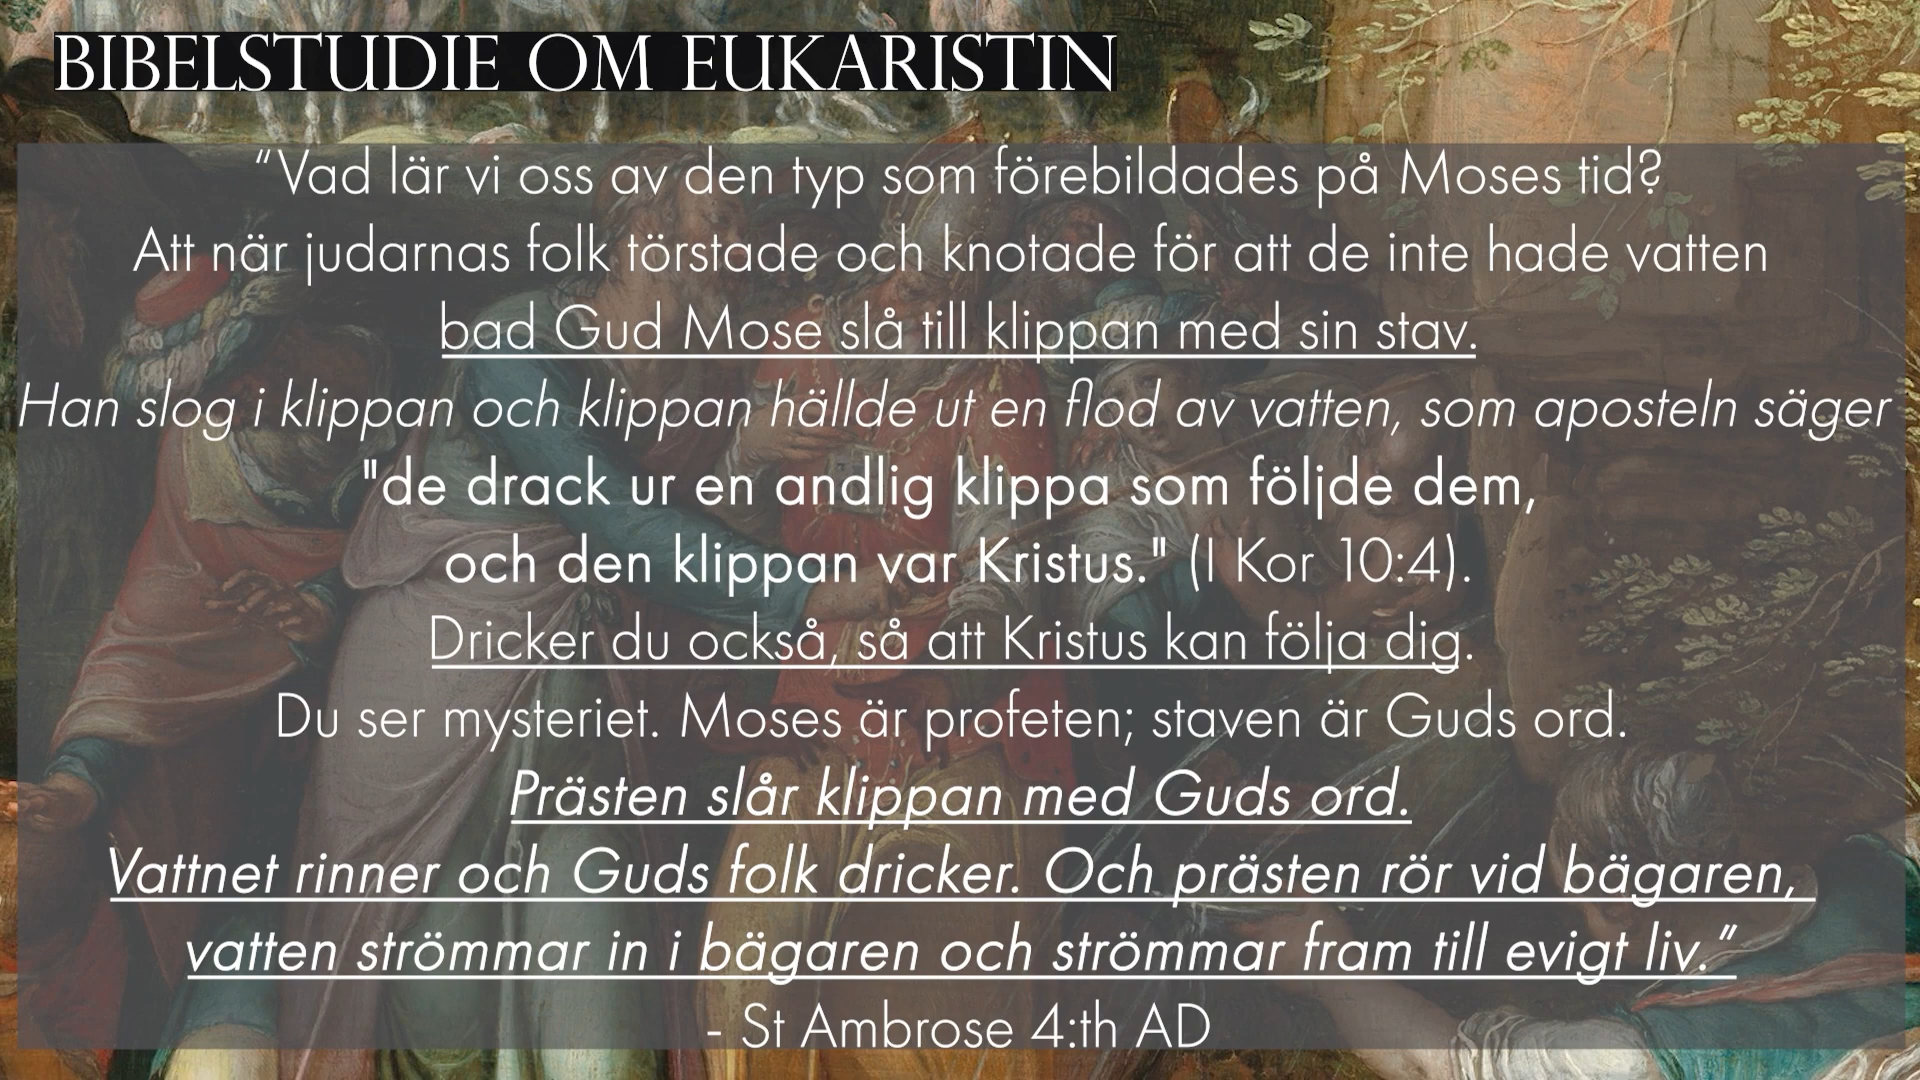 BIBELSTUDIE OM EUKARISTIN
“Vad lär vi oss av den typ som förebildades på Moses tid?
Att när judarnas folk törstade och knotade för att de inte hade vatten
bad Gud Mose slå till klippan med sin stav.
Han slog i klippan och klippan hällde ut en flod av vatten, som aposteln säger
"de drack ur en andlig klippa som följde dem,
och den klippan var Kristus." (I Kor 10:4).
Dricker du också, så att Kristus kan följa dig.
Du ser mysteriet. Moses är profeten; staven är Guds ord.
Prästen slår klippan med Guds ord.
Vattnet rinner och Guds folk dricker. Och prästen rör vid bägaren,
vatten strömmar in i bägaren och strömmar fram till evigt liv.”
- St Ambrose 4:th AD